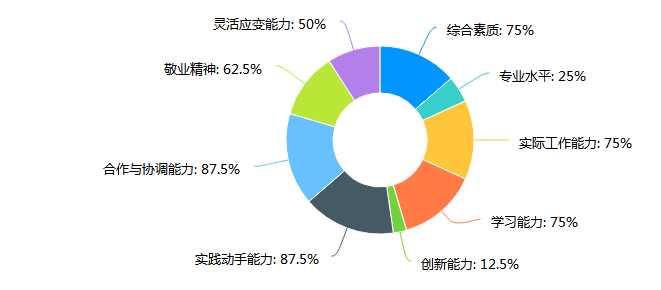 灵活应变能力: 50%
综合素质: 75%
敬业精神: 62.5%
专业水平: 25%
实际工作能力: 75%
合作与协调能力: 87.5%
学习能力: 75%
实践动手能力: 87.5%
创新能力: 12.5%